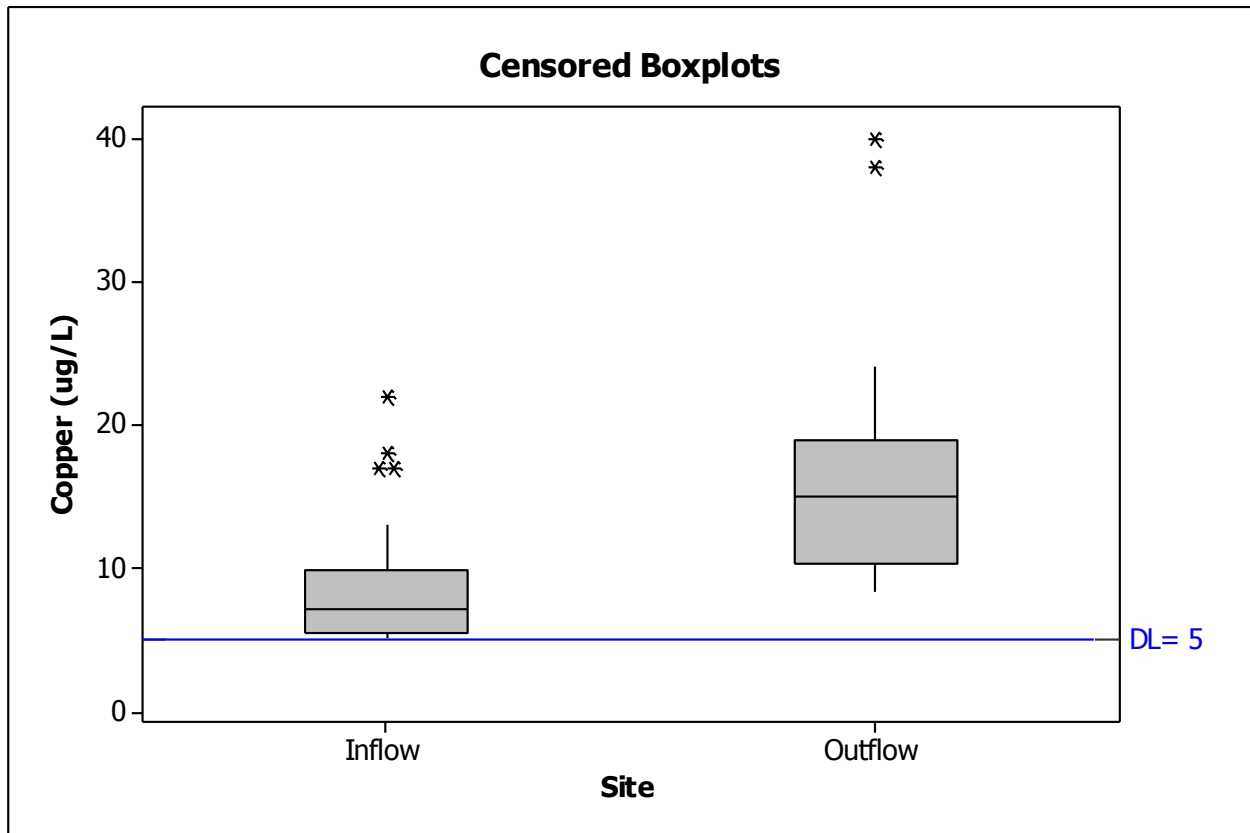 Censored Boxplots
40
30
20
10
0
Copper (ug/L)
DL= 5
Inflow Outflow
Site